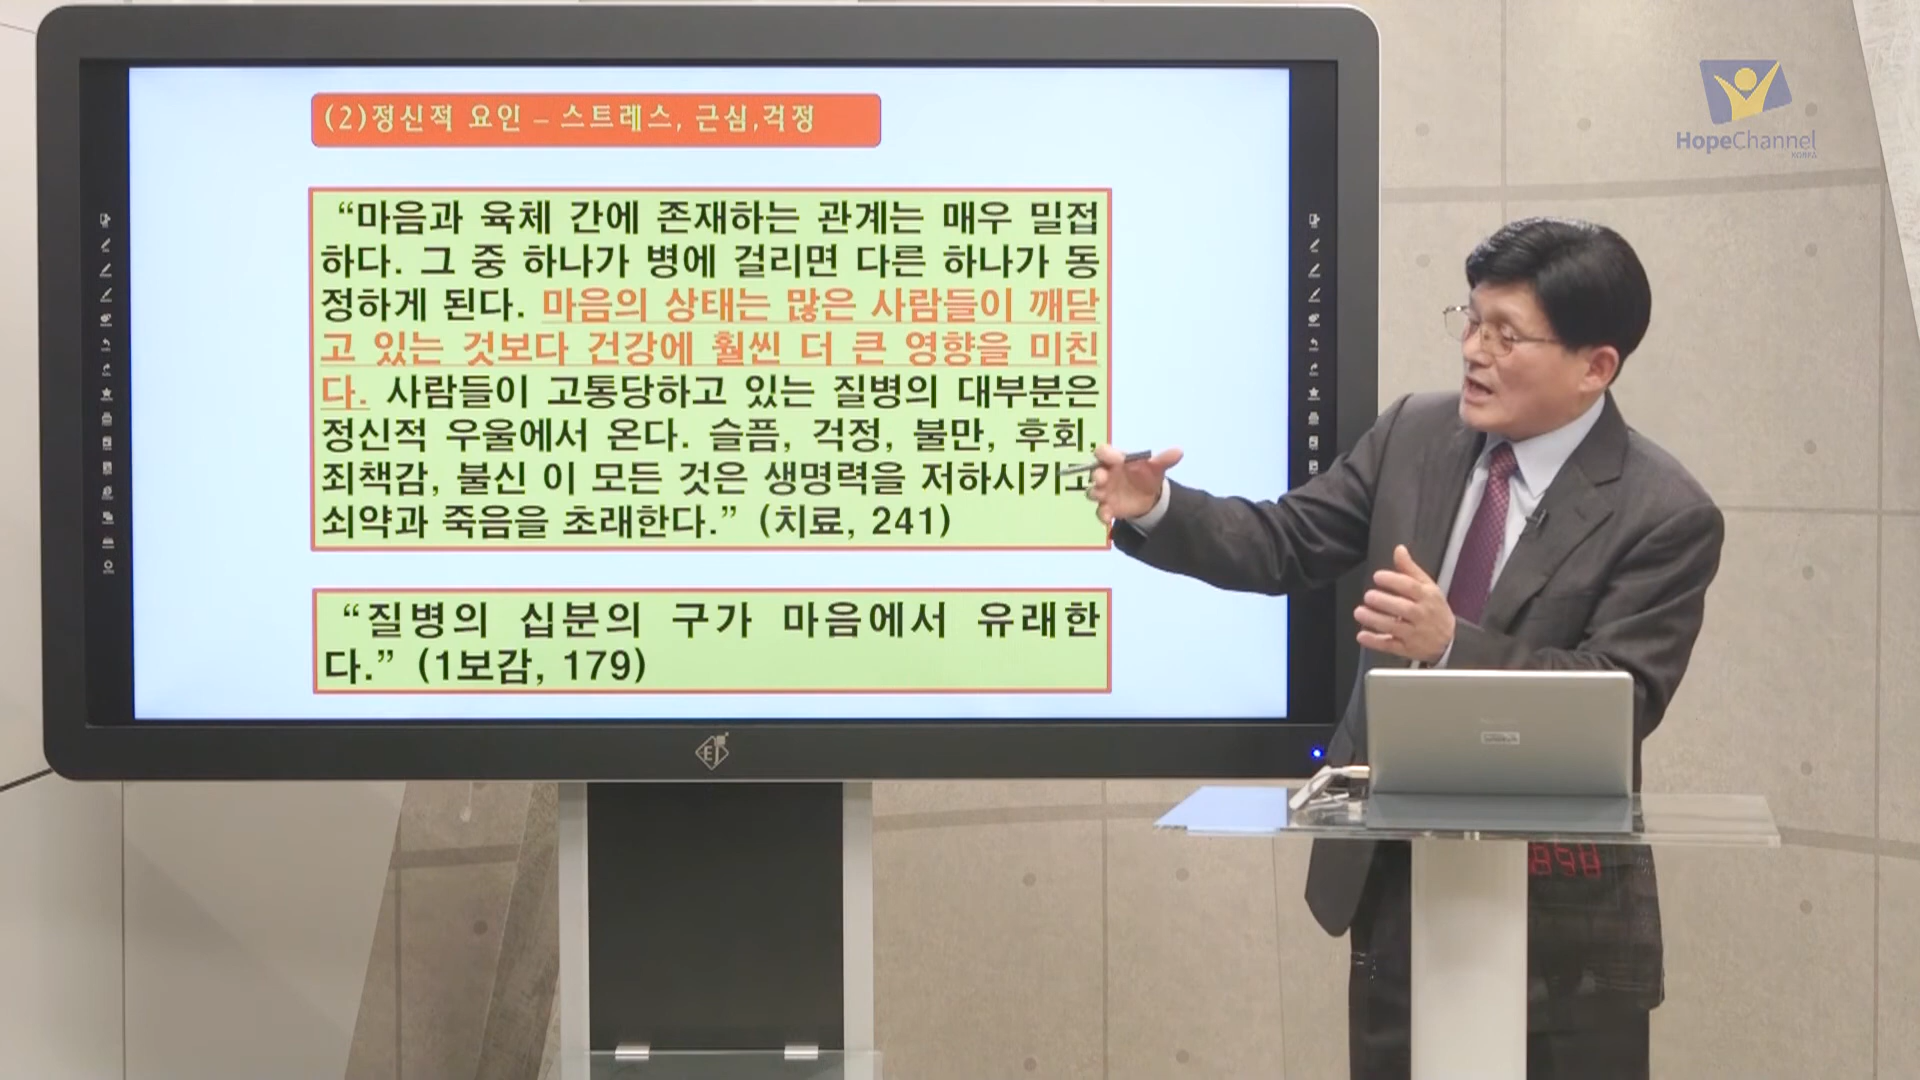 (2)정신적 요인 – 스트레스, 근심,걱정
“마음과 육체 간에 존재하는 관계는 매우 밀접
하다. 그 중 하나가 병에 걸리면 다른 하나가 동
정하게 된다. 마음의 상태는 많은 사람들이 깨닫
고 있는 것보다 건강에 훨씬 더 큰 영향을 미친
다. 사람들이 고통당하고 있는 질병의 대부분은
정신적 우울에서 온다. 슬픔, 걱정, 불만, 후회,
죄책감, 불신 이 모든 것은 생명력을 저하시키고
쇠약과 죽음을 초래한다.” (치료, 241)
“질병의 십분의 구가 마음에서 유래한
다.” (1보감, 179)
HopeChannel
KOREA
EJ